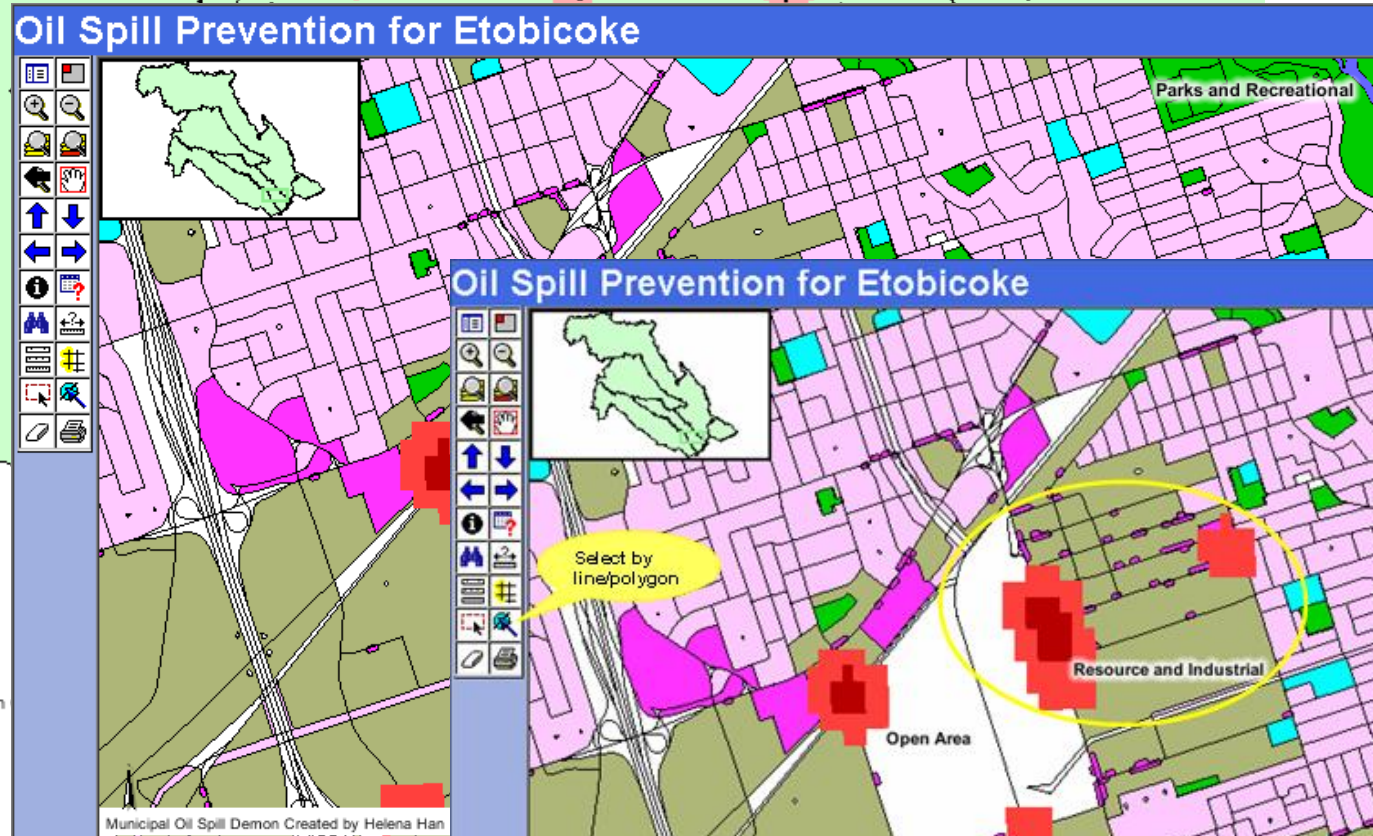 Oil Spill Prevention for Etobicoke
Parks and Recreational
Oil Spill Prevention for Etobicoke
Select by
line/polygon
Resource and Industrial
Open Area
Municipal Oil Spill Demon Created by Helena Han